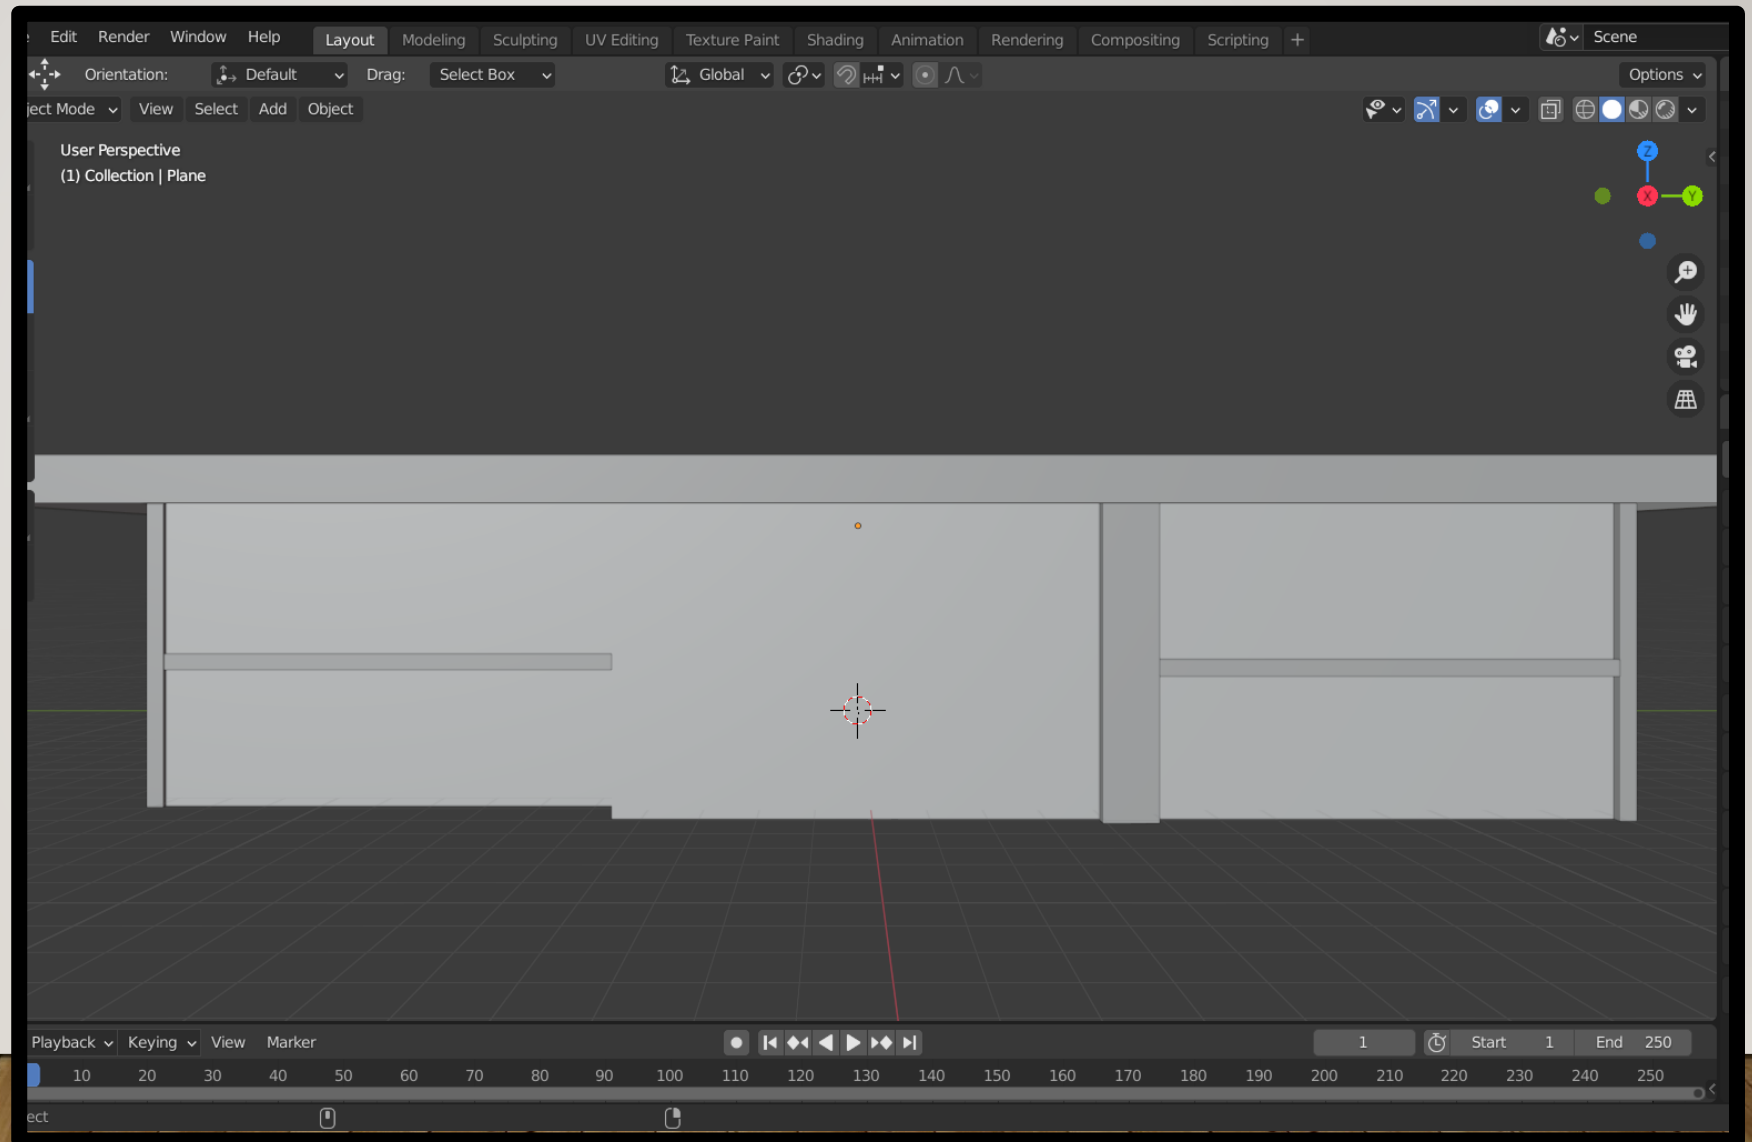 Edit Render Window Help Layout Modeling Sculpting UV Editing Texture Paint Shading Animation Rendering Compositing Scripting + Scene
Orientation: Default Drag: Select Box Global Options
ject Mode View Select Add Object
User Perspective
(1) Collection | Plane
Z
X Y
Playback Keying View Marker 1 Start 1 End 250
10 20 30 40 50 60 70 80 90 100 110 120 130 140 150 160 170 180 190 200 210 220 230 240 250
ect